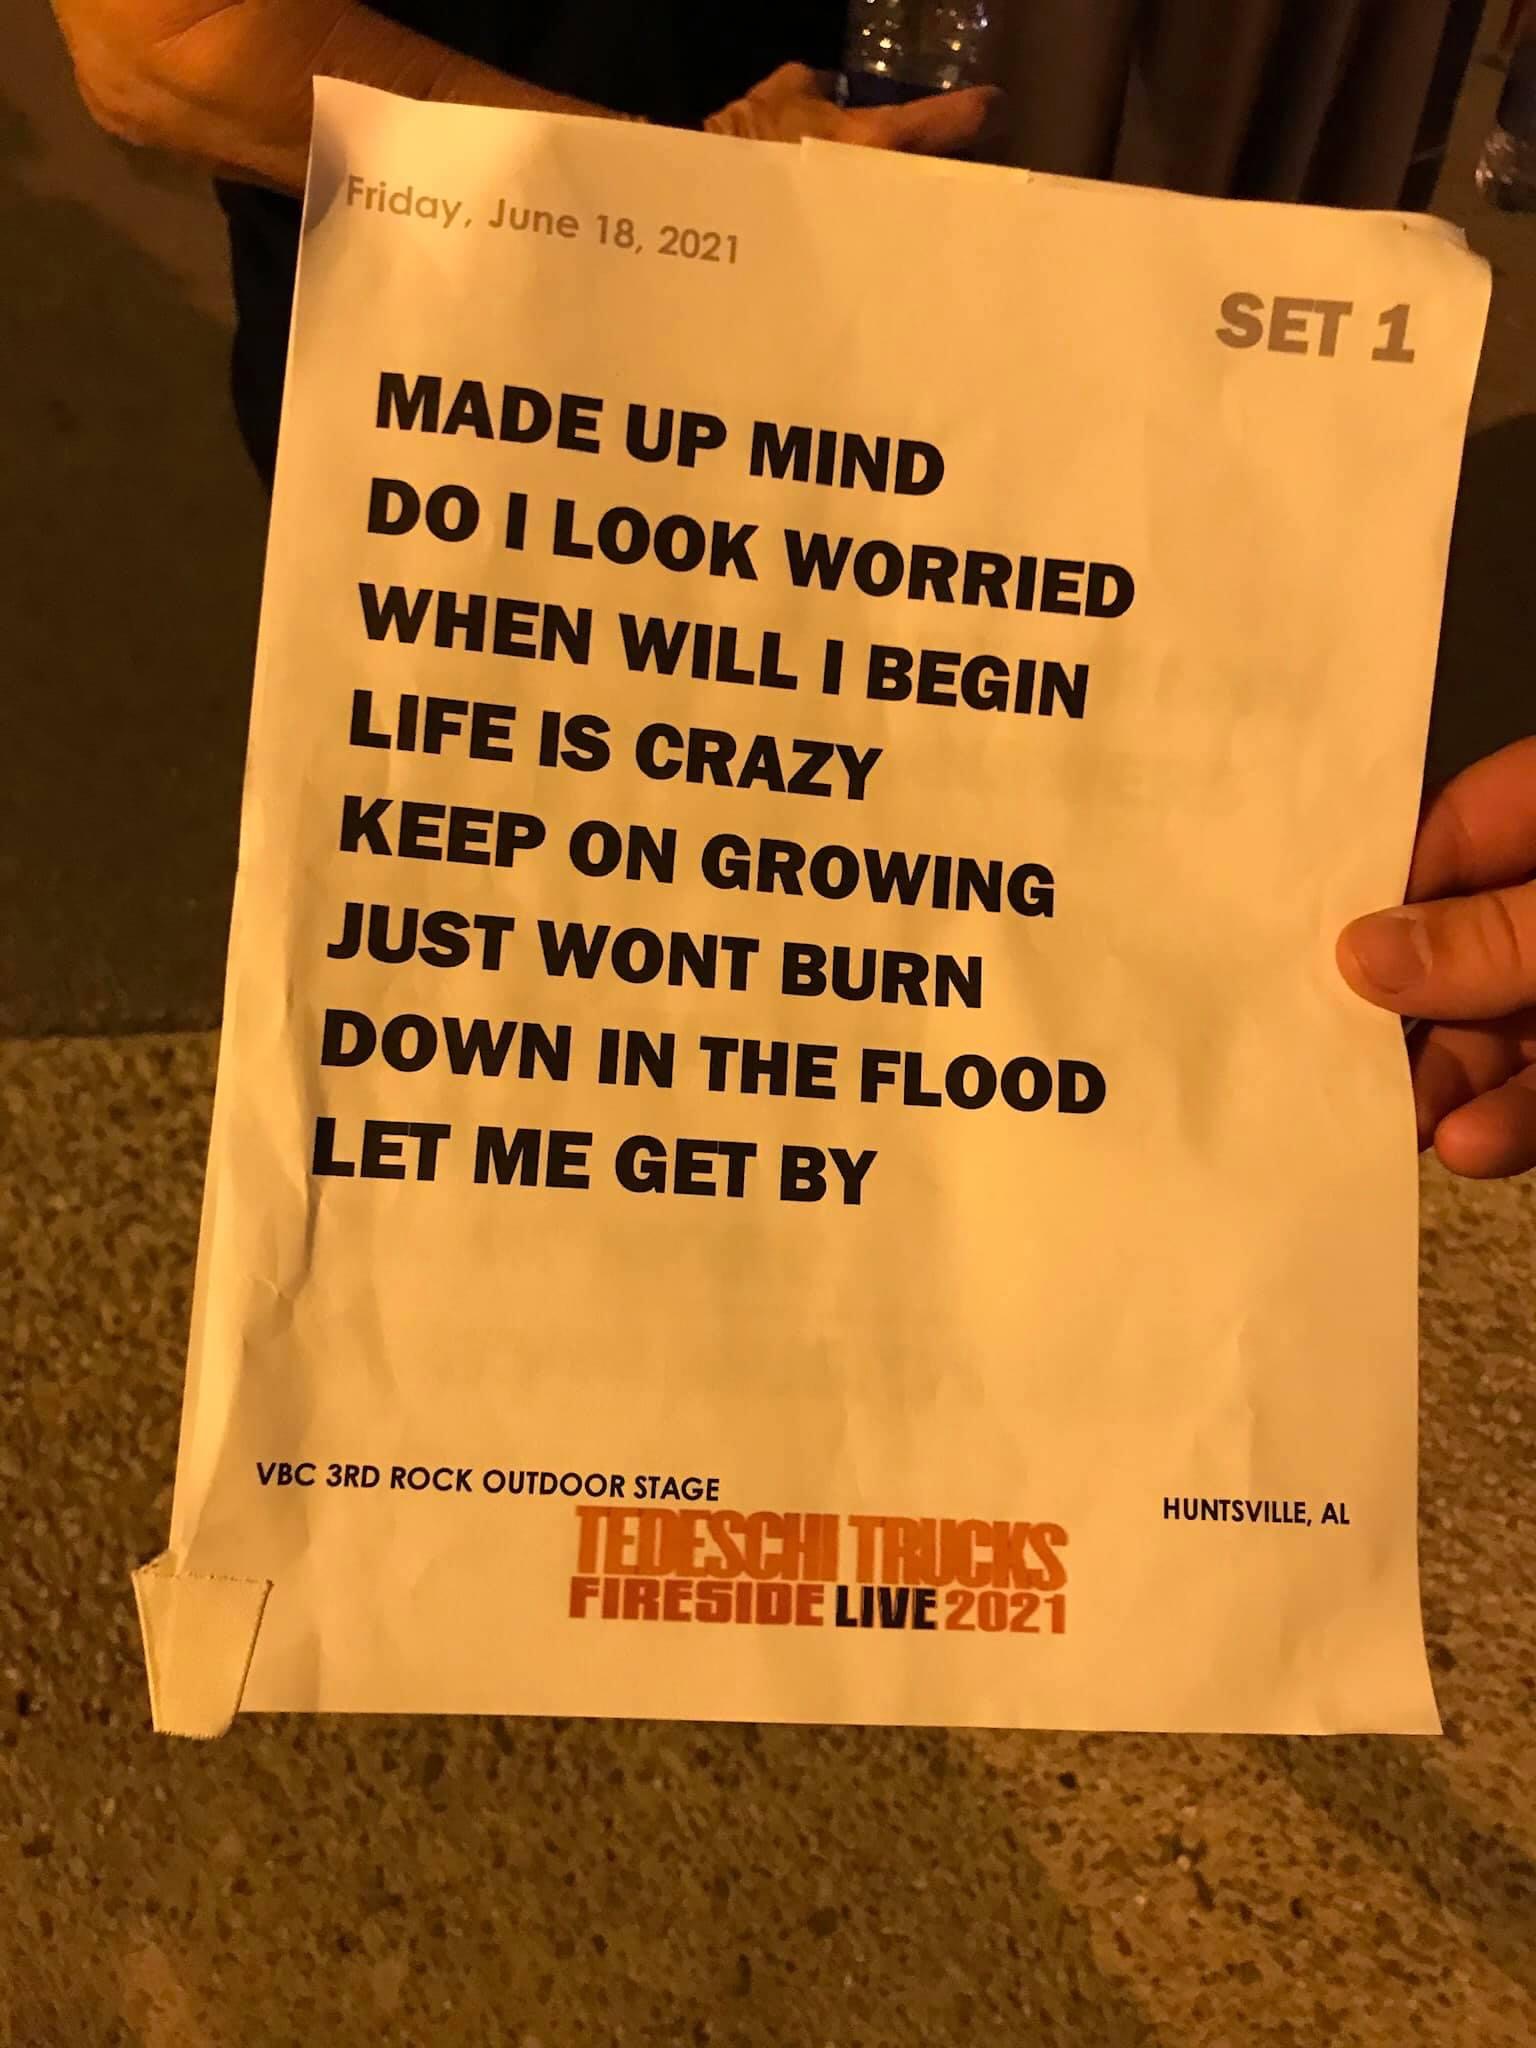 Friday, June 18, 2021
SET 1
MADE UP MIND
DO I LOOK WORRIED
WHEN WILL I BEGIN
LIFE IS CRAZY
KEEP ON GROWING
JUST WONT BURN
DOWN IN THE FLOOD
LET ME GET BY
VBC 3RD ROCK OUTDOOR STAGE
HUNTSVILLE, AL
TEDESCHI TRUCKS
FIRESIDE LIVE 2021